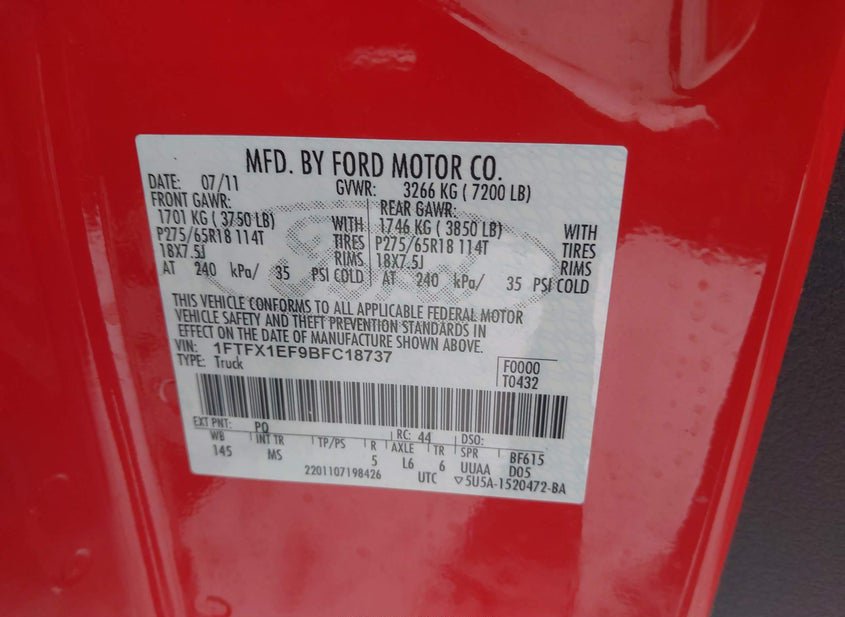 MFD. BY FORD MOTOR CO.
DATE: 07/11 GVWR: 3266 KG ( 7200 LB)
FRONT GAWR: REAR GAWR:
1701 KG ( 3750 LB) WITH 1746 KG ( 3850 LB) WITH
P275/65R18 114T TIRES P275/65R18 114T TIRES
18X7.5J RIMS 18X7.5J RIMS
AT 240 kPa/ 35 PSI COLD AT 240 kPa/ 35 PSI COLD
THIS VEHICLE CONFORMS TO ALL APPLICABLE FEDERAL MOTOR
VEHICLE SAFETY AND THEFT PREVENTION STANDARDS IN
EFFECT ON THE DATE OF MANUFACTURE SHOWN ABOVE.
VIN: 1FTFX1EF9BFC18737
TYPE: Truck
F0000
T0432
EXT PNT: PQ RC: 44 DSO:
WB INT TR TP/PS R AXLE TR SPR BF615
145 MS 5 L6 6 UUAA D05
2201107198426 UTC ▽5U5A-1520472-BA